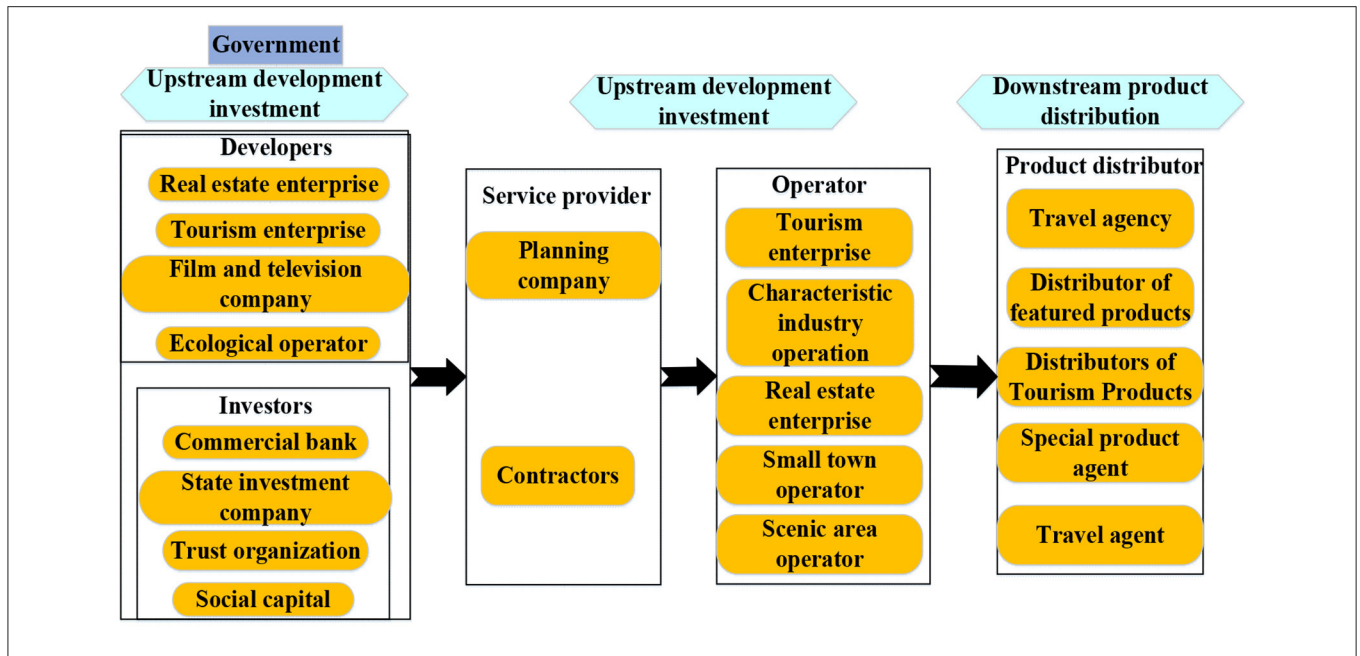 Government
Upstream development
investment
Developers
Real estate enterprise
Tourism enterprise
Film and television
company
Ecological operator
Investors
Commercial bank
State investment
company
Trust organization
Social capital
Service provider
Planning
company
Contractors
Upstream development
investment
Operator
Tourism
enterprise
Characteristic
industry
operation
Real estate
enterprise
Small town
operator
Scenic area
operator
Downstream product
distribution
Product distributor
Travel agency
Distributor of
featured products
Distributors of
Tourism Products
Special product
agent
Travel agent